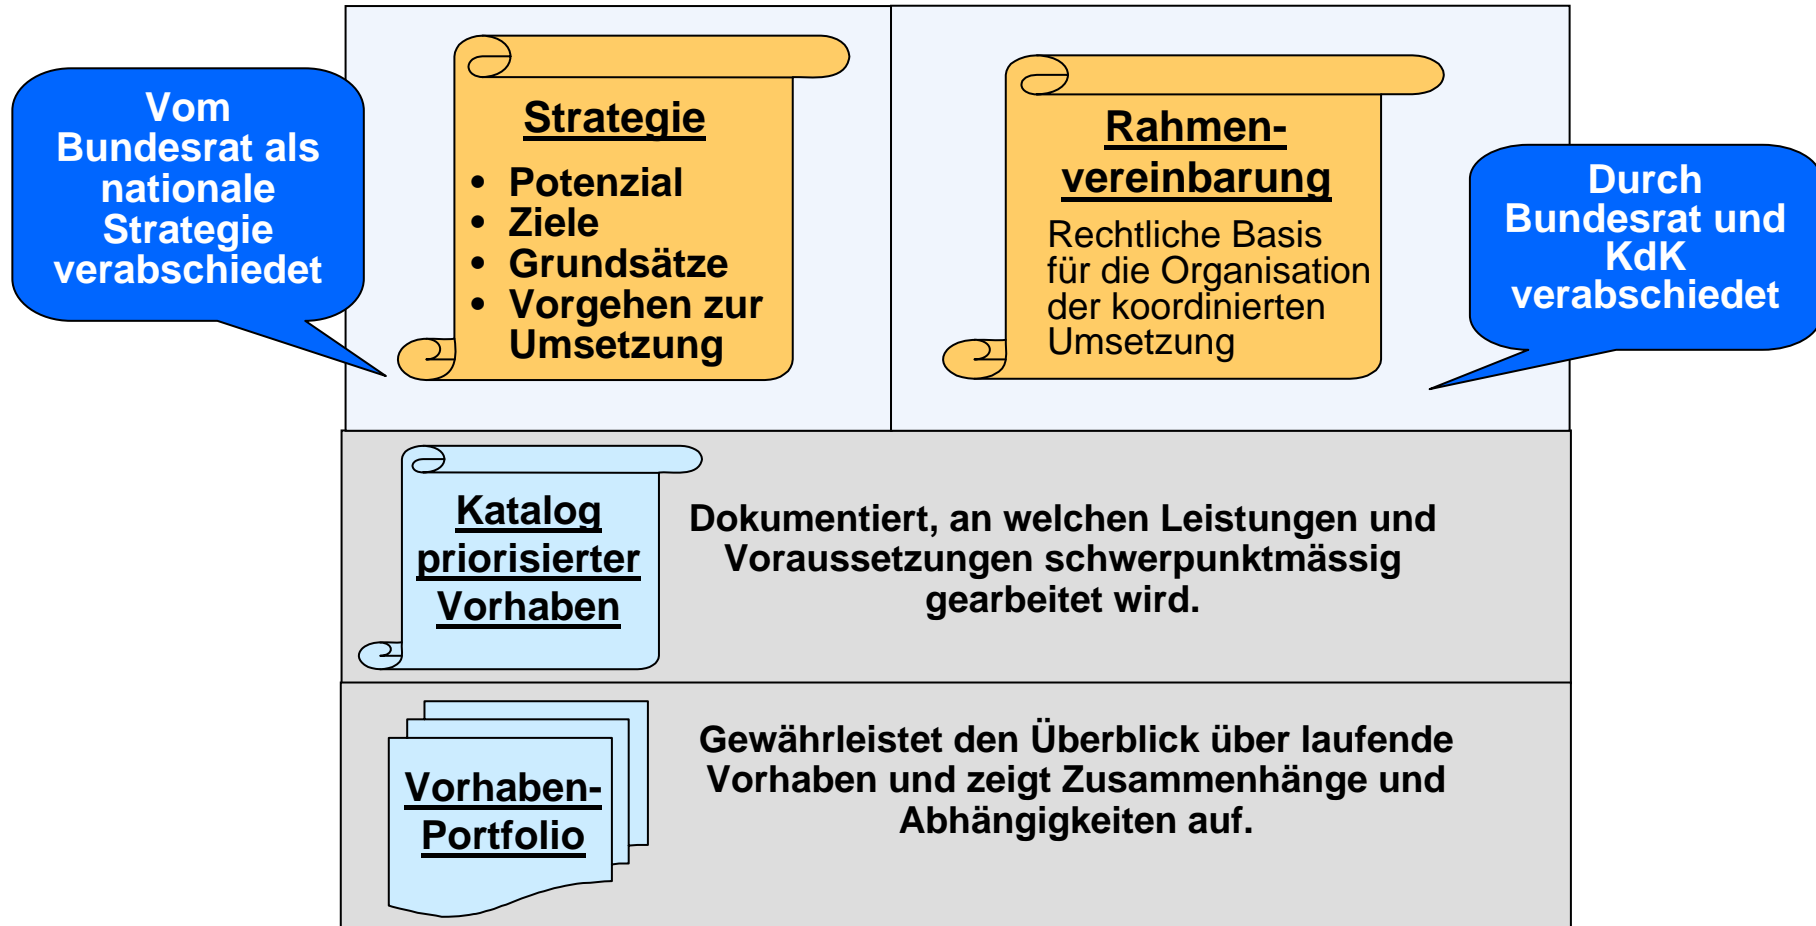 Vom
Bundesrat als
nationale
Strategie
verabschiedet
Strategie
• Potenzial
• Ziele
• Grundsätze
• Vorgehen zur
Umsetzung
Rahmen-
vereinbarung
Rechtliche Basis
für die Organisation
der koordinierten
Umsetzung
Durch
Bundesrat und
KdK
verabschiedet
Katalog
priorisierter
Vorhaben
Dokumentiert, an welchen Leistungen und
Voraussetzungen schwerpunktmässig
gearbeitet wird.
Vorhaben-
Portfolio
Gewährleistet den Überblick über laufende
Vorhaben und zeigt Zusammenhänge und
Abhängigkeiten auf.